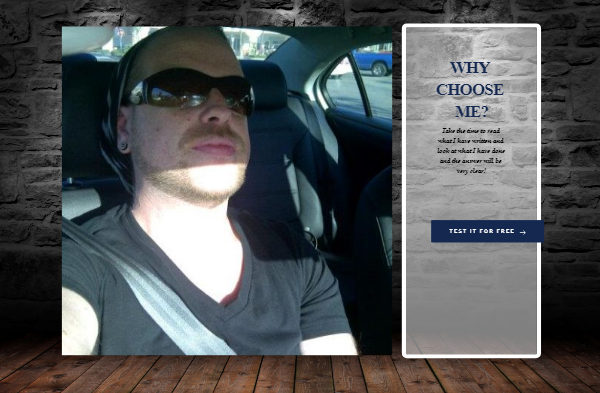 WHY
CHOOSE
ME?
Take the time to read
what I have written and
look at what I have done
and the answer will be
very clear!
TEST IT FOR FREE →